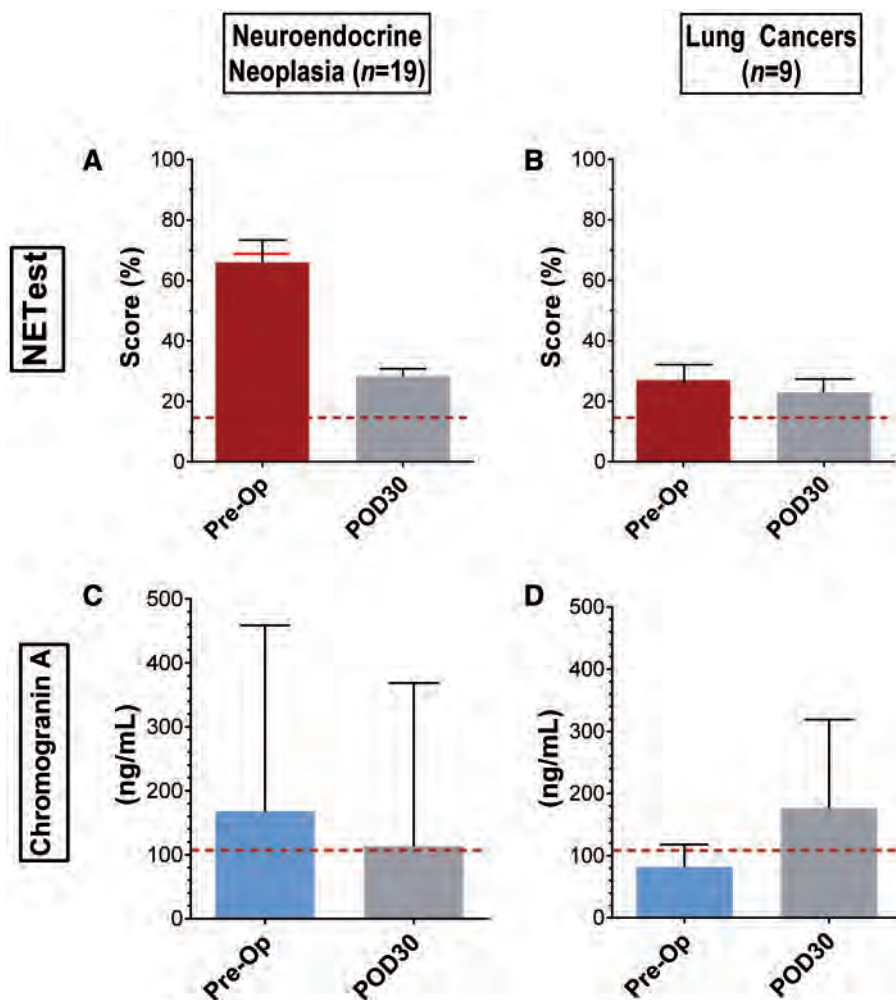 Neuroendocrine
Neoplasia (n=19)
Lung Cancers
(n=9)
NETest
A
Score (%)
100
80
60
40
20
0
Pre-Op
POD30
B
Score (%)
100
80
60
40
20
0
Pre-Op
POD30
Chromogranin A
C
(ng/mL)
500
400
300
200
100
0
Pre-Op
POD30
D
(ng/mL)
500
400
300
200
100
0
Pre-Op
POD30